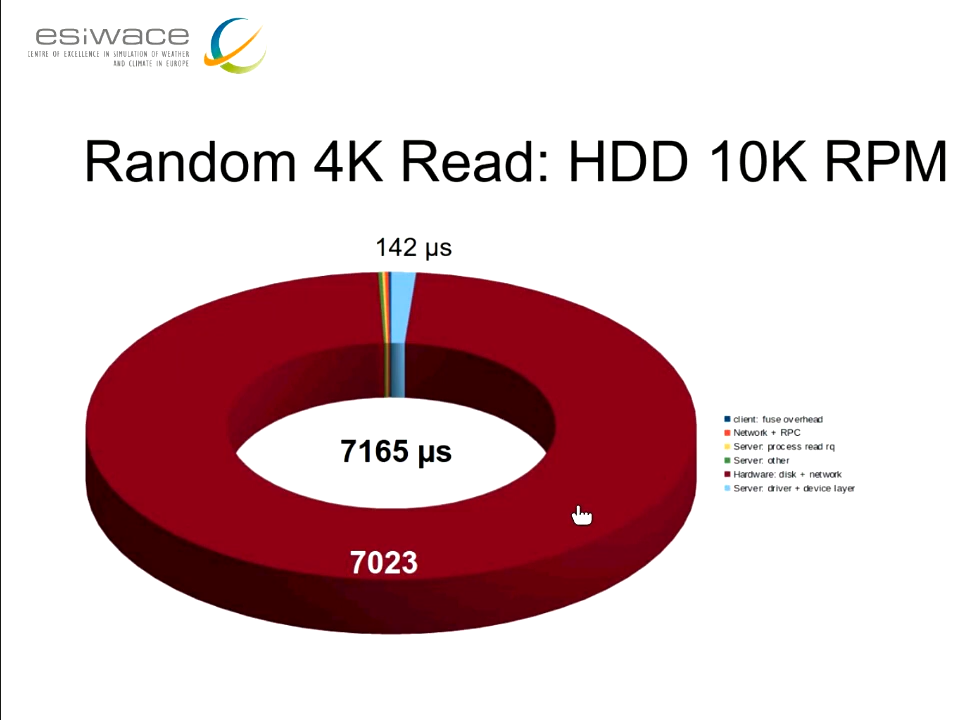 esiwace
CENTRE OF EXCELLENCE IN SIMULATION OF WEATHER
AND CLIMATE IN EUROPE
Random 4K Read: HDD 10K RPM
142 µs
7165 µs
7023
client: fuse overhead
Network + RPC
Server: process read rq
Server: other
Hardware: disk + network
Server: driver + device layer